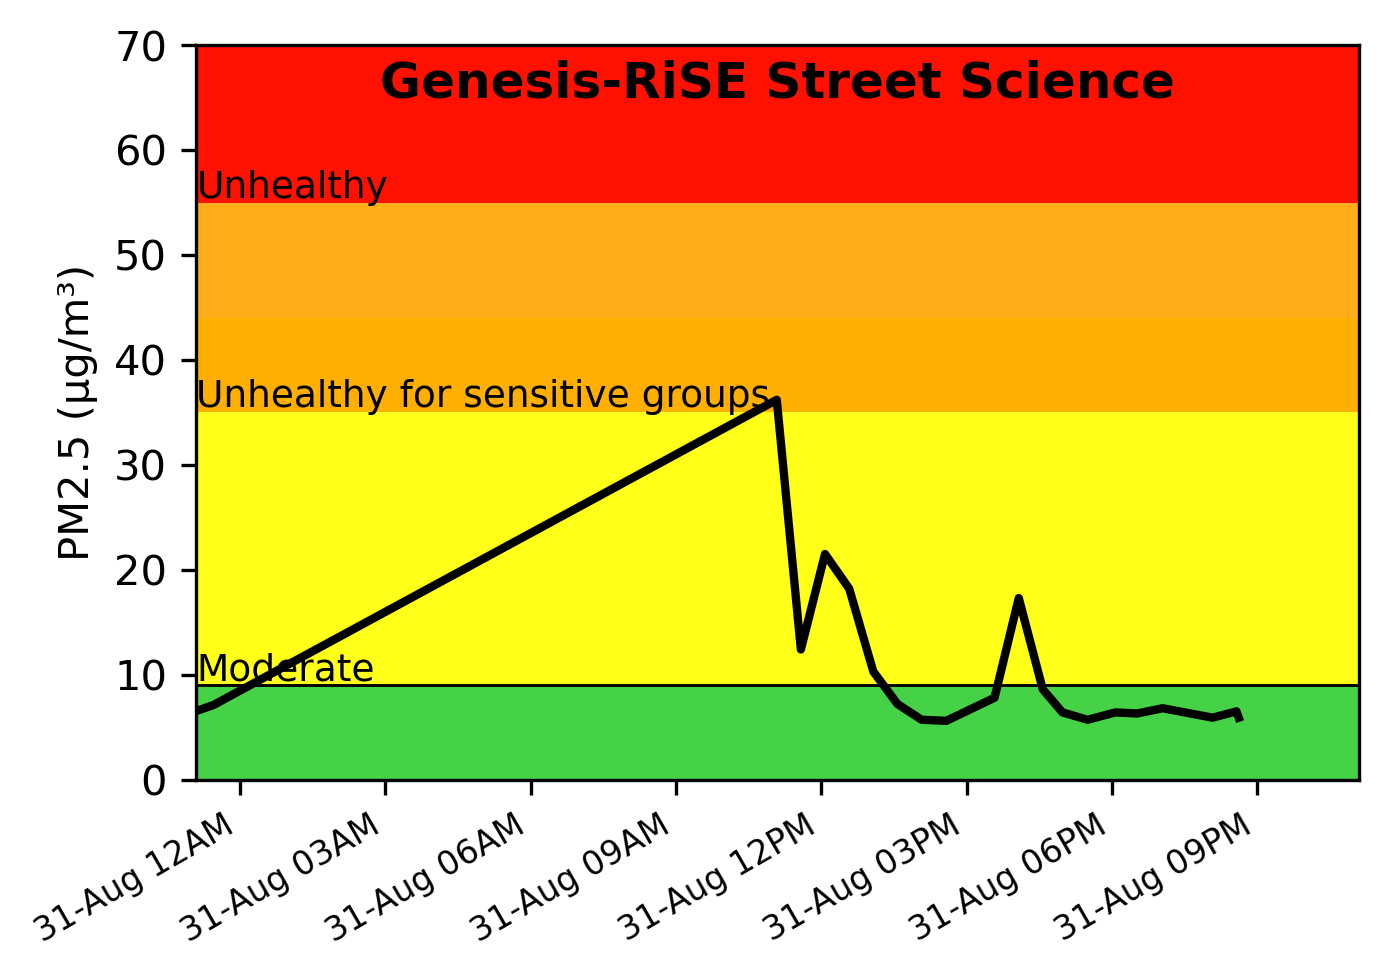 Genesis-RiSE Street Science
PM2.5 (µg/m³)
70
60
50
40
30
20
10
0
Unhealthy
Unhealthy for sensitive groups
Moderate
31-Aug 12AM
31-Aug 03AM
31-Aug 06AM
31-Aug 09AM
31-Aug 12PM
31-Aug 03PM
31-Aug 06PM
31-Aug 09PM